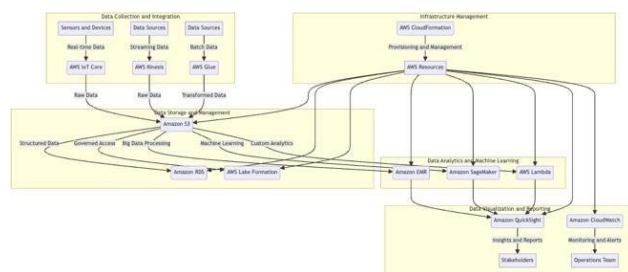 Data Collection and Integration
Infrastructure Management
Sensors and Devices
Data Sources
Data Sources
AWS CloudFormation
Real-time Data
Streaming Data
Batch Data
Provisioning and Management
AWS IoT Core
AWS Kinesis
AWS Glue
AWS Resources
Raw Data
Raw Data
Transformed Data
Data Storage and Management
Amazon S3
Structured Data
Governed Access
Big Data Processing
Machine Learning
Custom Analytics
Data Analytics and Machine Learning
Amazon RDS
AWS Lake Formation
Amazon EMR
Amazon SageMaker
AWS Lambda
Data Visualization and Reporting
Amazon QuickSight
Amazon CloudWatch
Insights and Reports
Monitoring and Alerts
Stakeholders
Operations Team